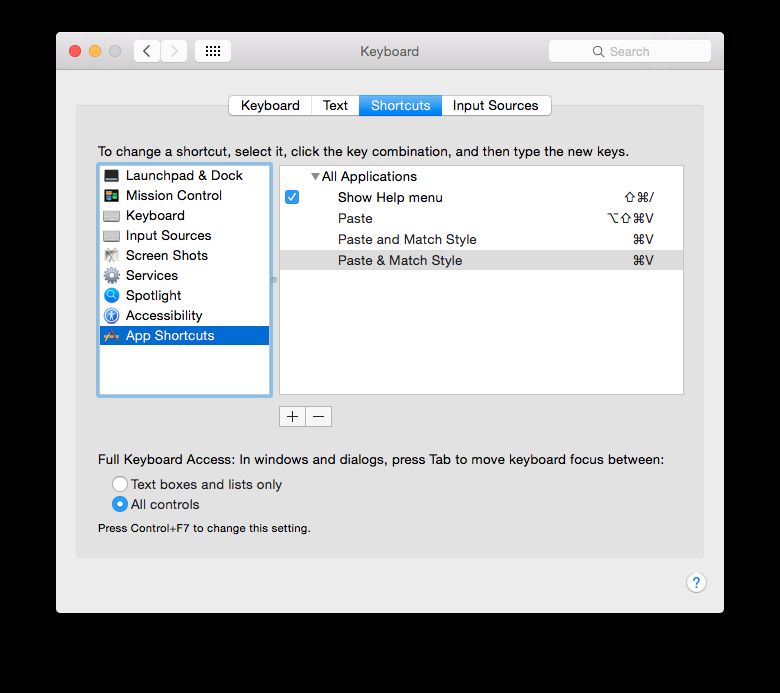 Keyboard
Search
Keyboard Text Shortcuts Input Sources
To change a shortcut, select it, click the key combination, and then type the new keys.
Launchpad & Dock
Mission Control
Keyboard
Input Sources
Screen Shots
Services
Spotlight
Accessibility
App Shortcuts
All Applications
Show Help menu ⇧⌘/
Paste ⌥⇧⌘V
Paste and Match Style ⌘V
Paste & Match Style ⌘V
Full Keyboard Access: In windows and dialogs, press Tab to move keyboard focus between:
Text boxes and lists only
All controls
Press Control+F7 to change this setting.
?